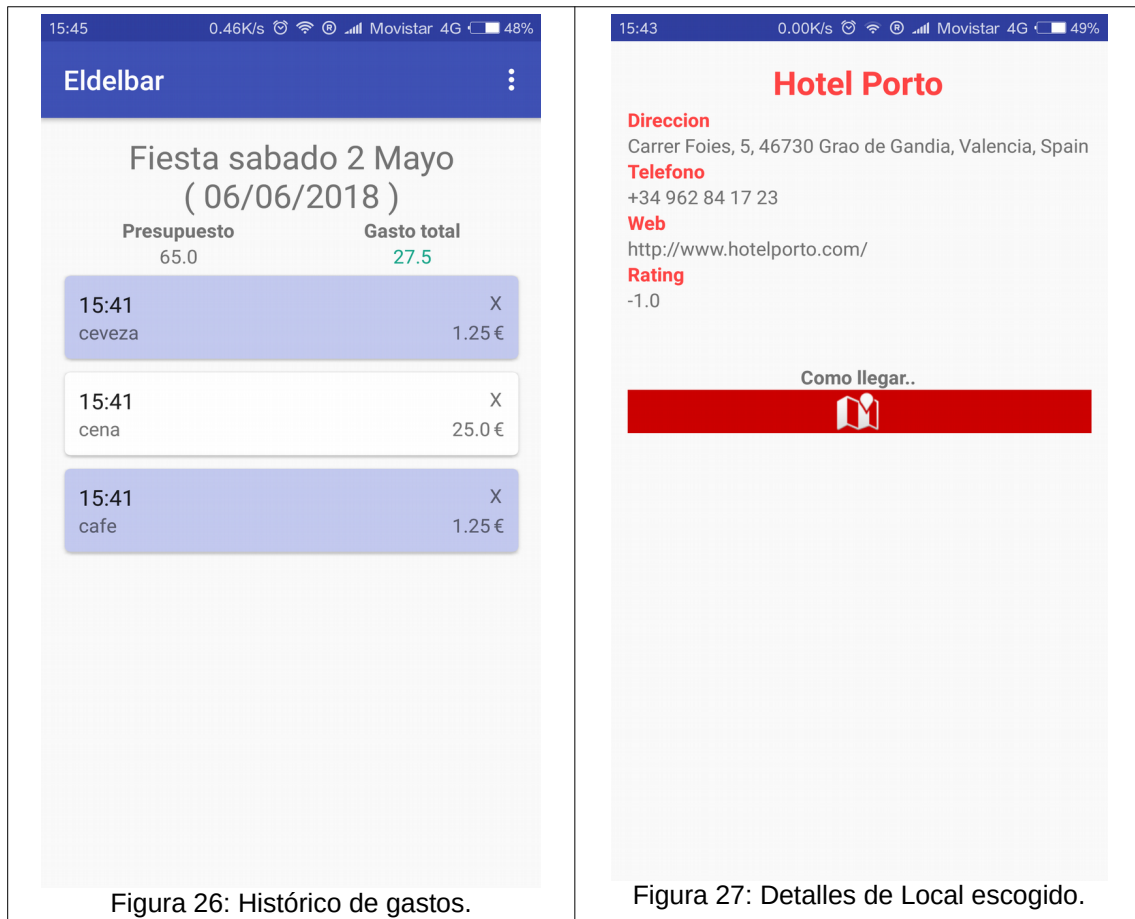 15:45 0.46K/s ® Movistar 4G 48%
Eldelbar
Fiesta sabado 2 Mayo
( 06/06/2018 )
Presupuesto Gasto total
65.0 27.5
15:41 X
ceveza 1.25 €
15:41 X
cena 25.0 €
15:41 X
cafe 1.25 €
Figura 26: Histórico de gastos.
15:43 0.00K/s ® Movistar 4G 49%
Hotel Porto
Direccion
Carrer Foies, 5, 46730 Grao de Gandia, Valencia, Spain
Telefono
+34 962 84 17 23
Web
http://www.hotelporto.com/
Rating
-1.0
Como llegar..
Figura 27: Detalles de Local escogido.